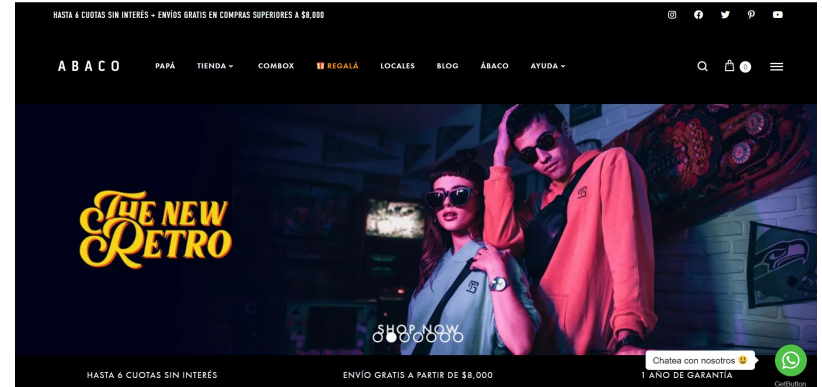 HASTA 6 CUOTAS SIN INTERÉS + ENVÍOS GRATIS EN COMPRAS SUPERIORES A $8,000
ABACO PAPÁ TIENDA COMBOX REGALÁ LOCALES BLOG ÁBACO AYUDA 0
THE NEW
RETRO
SHOP NOW
Chatea con nosotros 😃
HASTA 6 CUOTAS SIN INTERÉS ENVÍO GRATIS A PARTIR DE $8,000 1 AÑO DE GARANTÍA
GetButton